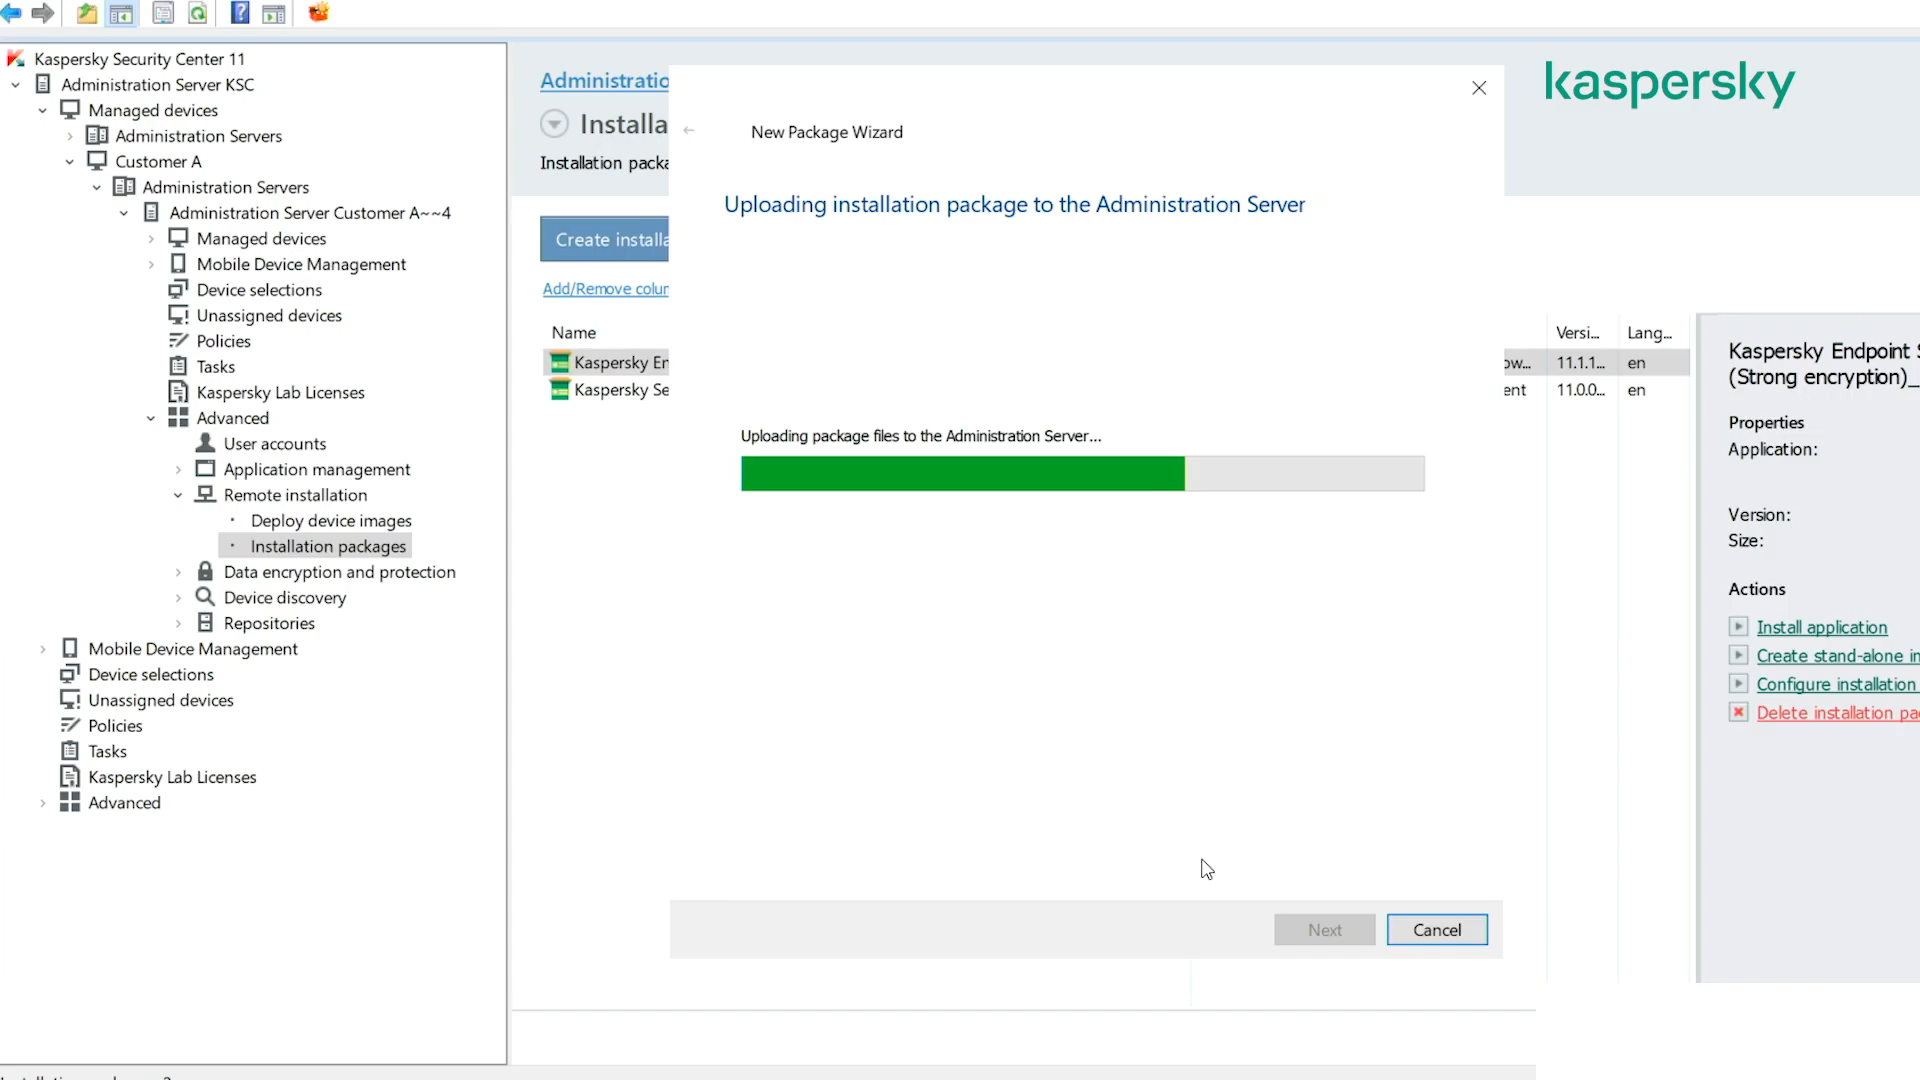 Kaspersky Security Center 11
Administration Server KSC
Managed devices
Administration Servers
Customer A
Administration Servers
Administration Server Customer A~~4
Managed devices
Mobile Device Management
Device selections
Unassigned devices
Policies
Tasks
Kaspersky Lab Licenses
Advanced
User accounts
Application management
Remote installation
Deploy device images
Installation packages
Data encryption and protection
Device discovery
Repositories
Mobile Device Management
Device selections
Unassigned devices
Policies
Tasks
Kaspersky Lab Licenses
Advanced
Administratio
Installa
Installation packa
Create installa
Add/Remove colur
Name
Kaspersky En
Kaspersky Se
New Package Wizard
Uploading installation package to the Administration Server
Uploading package files to the Administration Server...
Next
Cancel
kaspersky
Versi... Lang...
ow... 11.1.1... en
ent 11.0.0... en
Kaspersky Endpoint S
(Strong encryption)_
Properties
Application:
Version:
Size:
Actions
Install application
Create stand-alone in
Configure installation
Delete installation pac